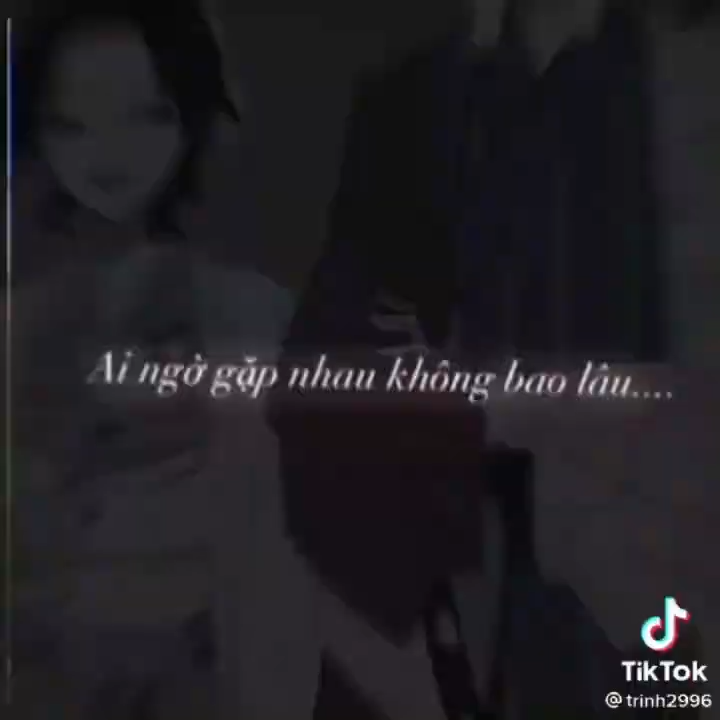 Ai ngờ gặp nhau không bao lâu....
TikTok
@trinh2996